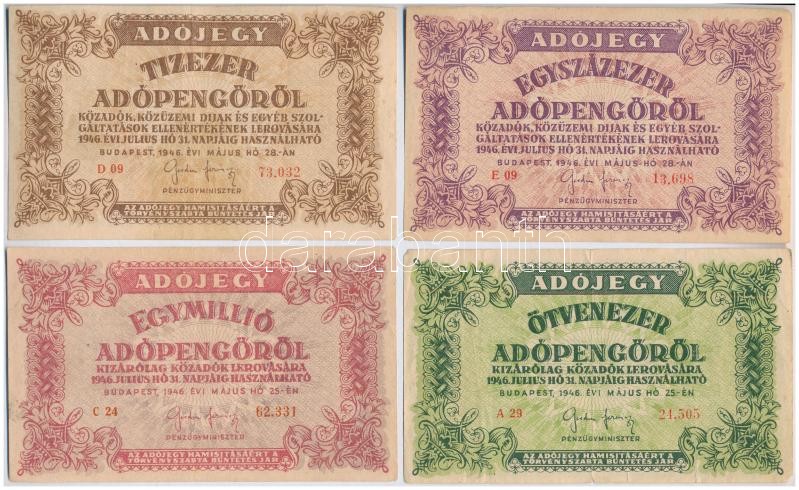 ADÓJEGY
TIZEZER
ADÓPENGŐRŐL
KÖZADÓK, KÖZÜZEMI DIJAK ÉS EGYÉB SZOL-
GÁLTATÁSOK ELLENÉRTÉKÉNEK LEROVÁSÁRA
1946. ÉVI JULIUS HÓ 31. NAPJÁIG HASZNÁLHATÓ
BUDAPEST, 1946. ÉVI MÁJUS HÓ 28.-ÁN
D 09 73,032
PÉNZÜGYMINISZTER
AZ ADÓJEGY HAMISITÁSÁÉRT A
TÖRVÉNYSZABTA BÜNTETÉS JÁR
ADÓJEGY
EGYSZÁZEZER
ADÓPENGŐRŐL
KÖZADÓK, KÖZÜZEMI DIJAK ÉS EGYÉB SZOL-
GÁLTATÁSOK ELLENÉRTÉKÉNEK LEROVÁSÁRA
1946. ÉVI JULIUS HÓ 31. NAPJÁIG HASZNÁLHATÓ
BUDAPEST, 1946. ÉVI MÁJUS HÓ 28.-ÁN
E 09 13,698
PÉNZÜGYMINISZTER
AZ ADÓJEGY HAMISITÁSÁÉRT A
TÖRVÉNYSZABTA BÜNTETÉS JÁR
darabanth
ADÓJEGY
EGYMILLIÓ
ADÓPENGŐRŐL
KIZÁRÓLAG KÖZADÓK LEROVÁSÁRA
1946. JULIUS HÓ 31. NAPJÁIG HASZNÁLHATÓ
BUDAPEST, 1946. ÉVI MÁJUS HÓ 25-ÉN
C 24 62.331
PÉNZÜGYMINISZTER
AZ ADÓJEGY HAMISITÁSÁÉRT A
TÖRVÉNYSZABTA BÜNTETÉS JÁR
ADÓJEGY
ÖTVENEZER
ADÓPENGŐRŐL
KIZÁRÓLAG KÖZADÓK LEROVÁSÁRA
1946. JULIUS HÓ 31. NAPJÁIG HASZNÁLHATÓ
BUDAPEST, 1946. ÉVI MÁJUS HÓ 25-ÉN
A 29 24,505
PÉNZÜGYMINISZTER
AZ ADÓJEGY HAMISITÁSÁÉRT A
TÖRVÉNYSZABTA BÜNTETÉS JÁR